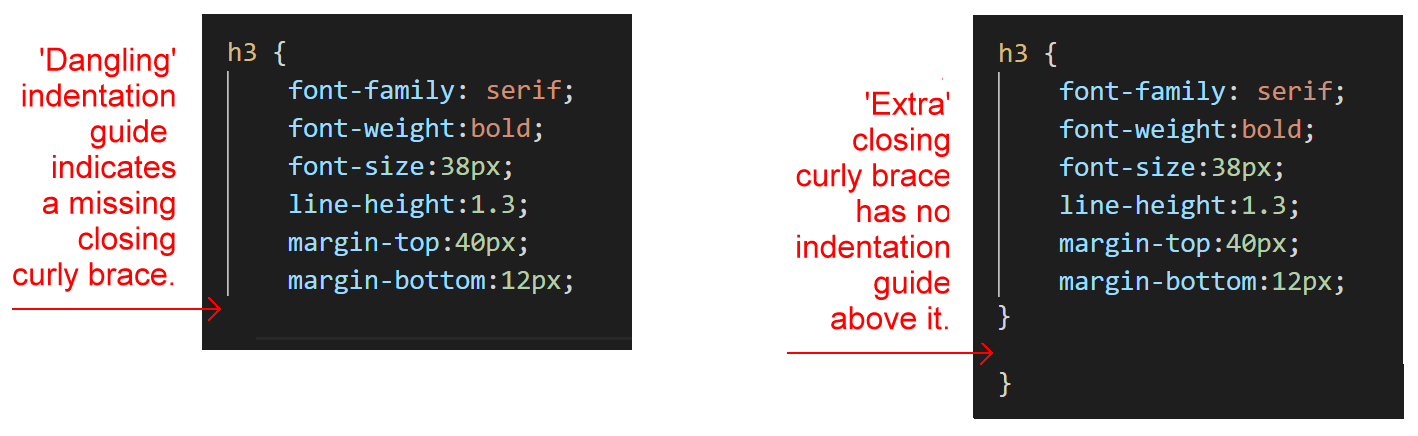 'Dangling'
indentation
guide
indicates
a missing
closing
curly brace.
h3 {
font-family: serif;
font-weight:bold;
font-size:38px;
line-height:1.3;
margin-top:40px;
margin-bottom:12px;
'Extra'
closing
curly brace
has no
indentation
guide
above it.
h3 {
font-family: serif;
font-weight:bold;
font-size:38px;
line-height:1.3;
margin-top:40px;
margin-bottom:12px;
}
}